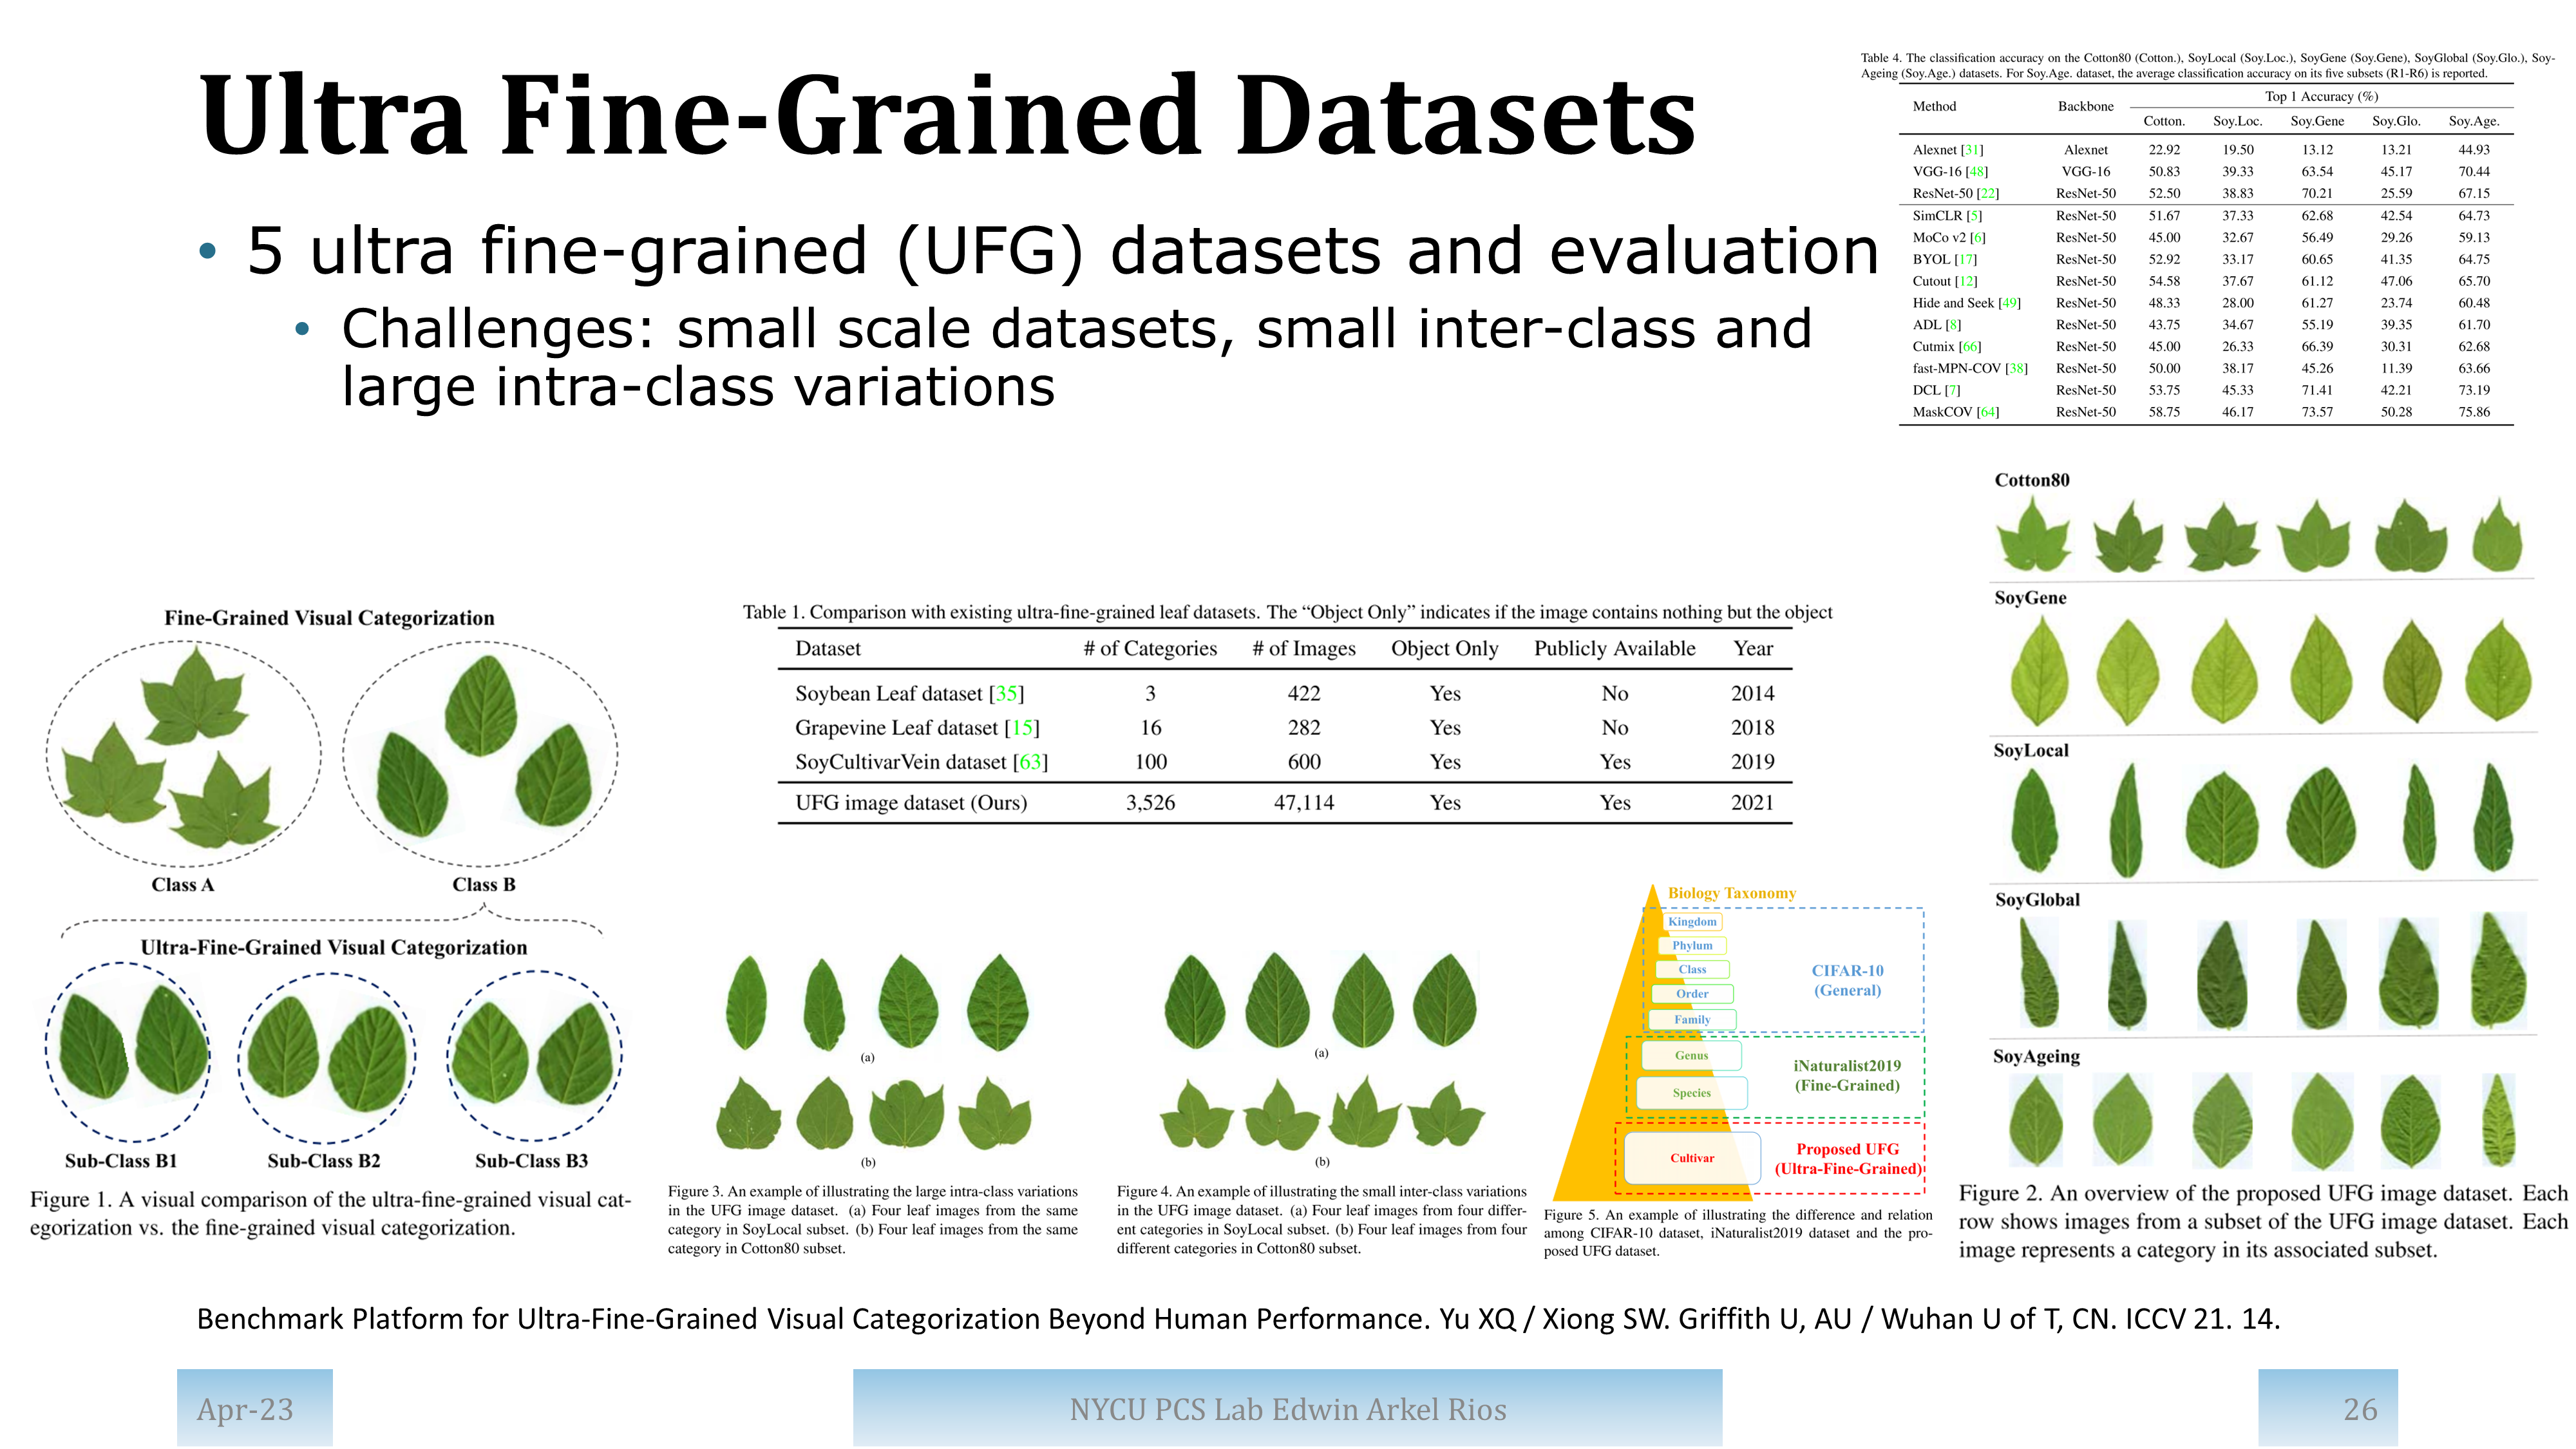 Ultra Fine-Grained Datasets
• 5 ultra fine-grained (UFG) datasets and evaluation
• Challenges: small scale datasets, small inter-class and
large intra-class variations
Table 4. The classification accuracy on the Cotton80 (Cotton.), SoyLocal (Soy.Loc.), SoyGene (Soy.Gene), SoyGlobal (Soy.Glo.), Soy-
Ageing (Soy.Age.) datasets. For Soy.Age. dataset, the average classification accuracy on its five subsets (R1-R6) is reported.
Method Backbone Top 1 Accuracy (%)
Cotton. Soy.Loc. Soy.Gene Soy.Glo. Soy.Age.
Alexnet [31] Alexnet 22.92 19.50 13.12 13.21 44.93
VGG-16 [48] VGG-16 50.83 39.33 63.54 45.17 70.44
ResNet-50 [22] ResNet-50 52.50 38.83 70.21 25.59 67.15
SimCLR [5] ResNet-50 51.67 37.33 62.68 42.54 64.73
MoCo v2 [6] ResNet-50 45.00 32.67 56.49 29.26 59.13
BYOL [17] ResNet-50 52.92 33.17 60.65 41.35 64.75
Cutout [12] ResNet-50 54.58 37.67 61.12 47.06 65.70
Hide and Seek [49] ResNet-50 48.33 28.00 61.27 23.74 60.48
ADL [8] ResNet-50 43.75 34.67 55.19 39.35 61.70
Cutmix [66] ResNet-50 45.00 26.33 66.39 30.31 62.68
fast-MPN-COV [38] ResNet-50 50.00 38.17 45.26 11.39 63.66
DCL [7] ResNet-50 53.75 45.33 71.41 42.21 73.19
MaskCOV [64] ResNet-50 58.75 46.17 73.57 50.28 75.86
Fine-Grained Visual Categorization
Class A Class B
Ultra-Fine-Grained Visual Categorization
Sub-Class B1 Sub-Class B2 Sub-Class B3
Figure 1. A visual comparison of the ultra-fine-grained visual cat-
egorization vs. the fine-grained visual categorization.
Table 1. Comparison with existing ultra-fine-grained leaf datasets. The “Object Only” indicates if the image contains nothing but the object
Dataset # of Categories # of Images Object Only Publicly Available Year
Soybean Leaf dataset [35] 3 422 Yes No 2014
Grapevine Leaf dataset [15] 16 282 Yes No 2018
SoyCultivarVein dataset [63] 100 600 Yes Yes 2019
UFG image dataset (Ours) 3,526 47,114 Yes Yes 2021
(a)
(b)
Figure 3. An example of illustrating the large intra-class variations
in the UFG image dataset. (a) Four leaf images from the same
category in SoyLocal subset. (b) Four leaf images from the same
category in Cotton80 subset.
(a)
(b)
Figure 4. An example of illustrating the small inter-class variations
in the UFG image dataset. (a) Four leaf images from four differ-
ent categories in SoyLocal subset. (b) Four leaf images from four
different categories in Cotton80 subset.
Biology Taxonomy
Kingdom
Phylum
Class
Order
Family
CIFAR-10
(General)
Genus
Species
iNaturalist2019
(Fine-Grained)
Cultivar
Proposed UFG
(Ultra-Fine-Grained)
Figure 5. An example of illustrating the difference and relation
among CIFAR-10 dataset, iNaturalist2019 dataset and the pro-
posed UFG dataset.
Cotton80
SoyGene
SoyLocal
SoyGlobal
SoyAgeing
Figure 2. An overview of the proposed UFG image dataset. Each
row shows images from a subset of the UFG image dataset. Each
image represents a category in its associated subset.
Benchmark Platform for Ultra-Fine-Grained Visual Categorization Beyond Human Performance. Yu XQ / Xiong SW. Griffith U, AU / Wuhan U of T, CN. ICCV 21. 14.
Apr-23
NYCU PCS Lab Edwin Arkel Rios
26